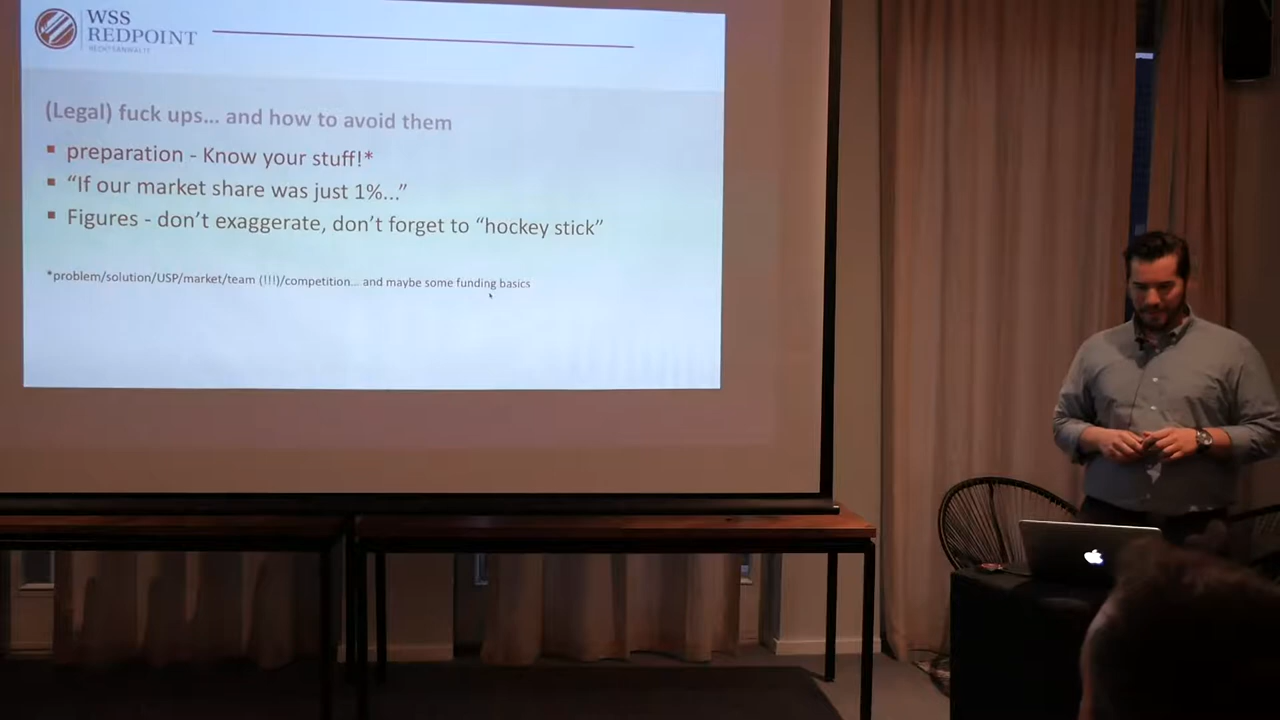 WSS
REDPOINT
RECHTSANWÄLTE
(Legal) fuck ups... and how to avoid them
preparation - Know your stuff!*
“If our market share was just 1%...”
Figures - don’t exaggerate, don’t forget to “hockey stick”
*problem/solution/USP/market/team (!!!)/competition... and maybe some funding basics